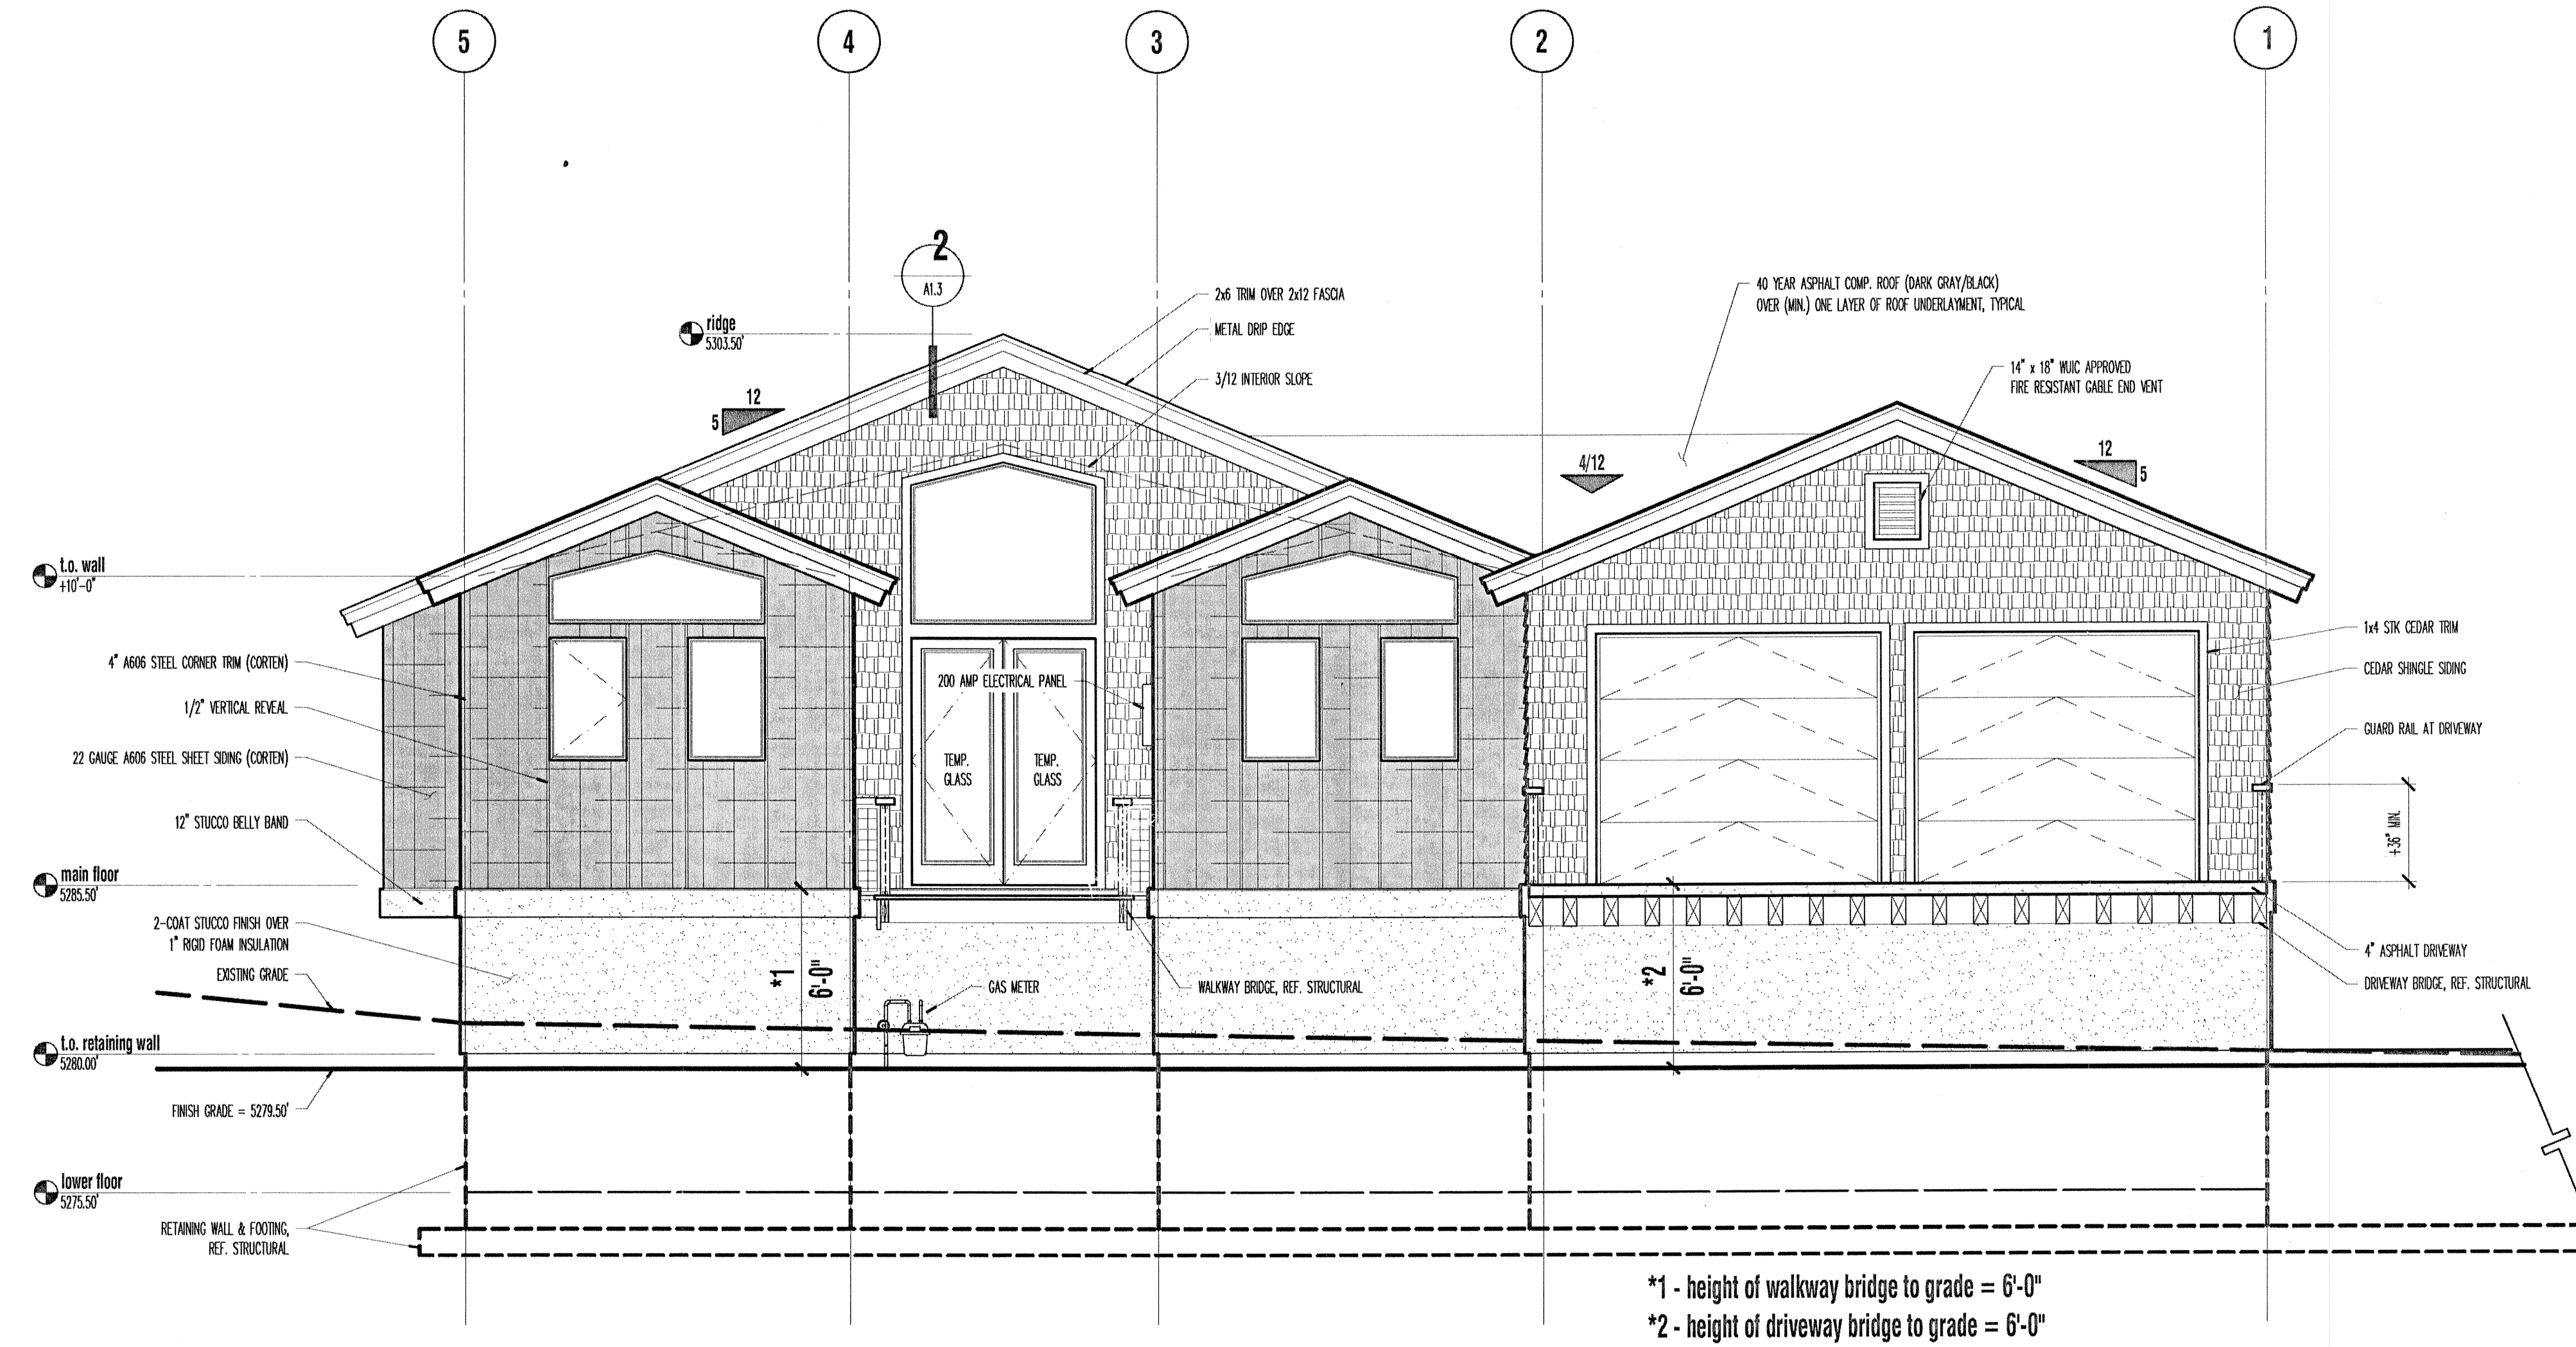 5
4
3
2
1
2
A1.3
ridge
5303.50'
2x6 TRIM OVER 2x12 FASCIA
METAL DRIP EDGE
3/12 INTERIOR SLOPE
40 YEAR ASPHALT COMP. ROOF (DARK GRAY/BLACK)
OVER (MIN.) ONE LAYER OF ROOF UNDERLAYMENT, TYPICAL
14" x 18" WUIC APPROVED
FIRE RESISTANT GABLE END VENT
12
5
4/12
12
5
t.o. wall
+10'-0"
4" A606 STEEL CORNER TRIM (CORTEN)
1/2" VERTICAL REVEAL
22 GAUGE A606 STEEL SHEET SIDING (CORTEN)
12" STUCCO BELLY BAND
200 AMP ELECTRICAL PANEL
TEMP.
GLASS
TEMP.
GLASS
1x4 STK CEDAR TRIM
CEDAR SHINGLE SIDING
GUARD RAIL AT DRIVEWAY
+36" MIN.
main floor
5285.50'
2-COAT STUCCO FINISH OVER
1" RIGID FOAM INSULATION
EXISTING GRADE
*1
6'-0"
GAS METER
WALKWAY BRIDGE, REF. STRUCTURAL
*2
6'-0"
4" ASPHALT DRIVEWAY
DRIVEWAY BRIDGE, REF. STRUCTURAL
t.o. retaining wall
5280.00'
FINISH GRADE = 5279.50'
lower floor
5275.50'
RETAINING WALL & FOOTING,
REF. STRUCTURAL
*1 - height of walkway bridge to grade = 6'-0"
*2 - height of driveway bridge to grade = 6'-0"